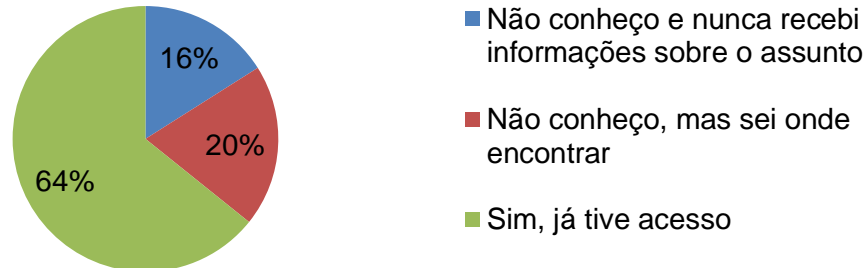 16%
20%
64%
Não conheço e nunca recebi
informações sobre o assunto
Não conheço, mas sei onde
encontrar
Sim, já tive acesso